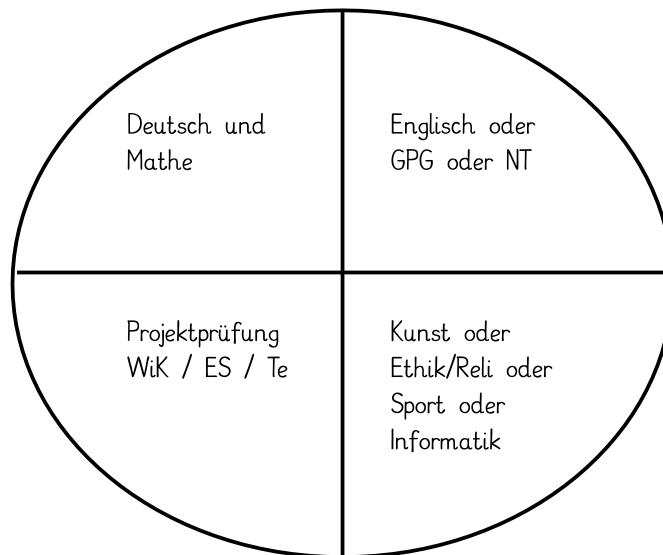 Deutsch und
Mathe
Englisch oder
GPG oder NT
Projektprüfung
WiK / ES / Te
Kunst oder
Ethik/Reli oder
Sport oder
Informatik